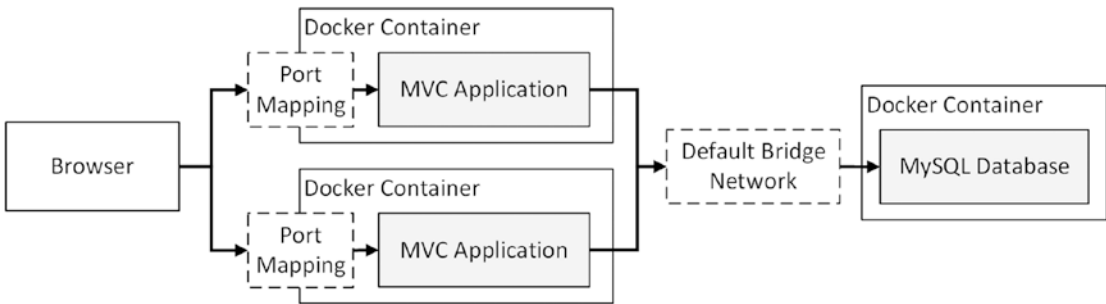 Browser
Docker Container
Port
Mapping
MVC Application
Docker Container
Port
Mapping
MVC Application
Default Bridge
Network
Docker Container
MySQL Database